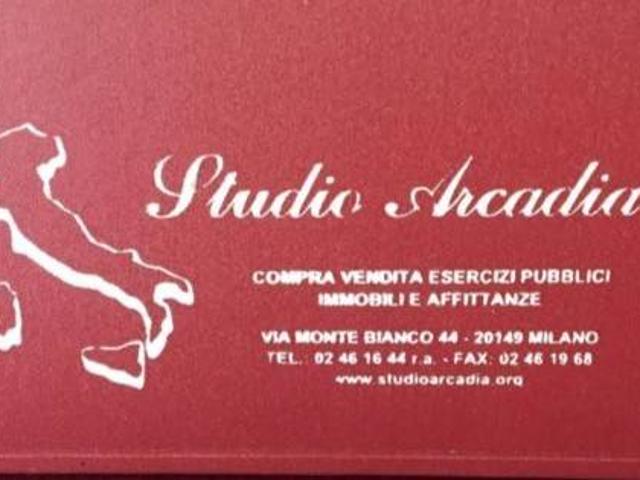 Studio Arcadia
COMPRA VENDITA ESERCIZI PUBBLICI
IMMOBILI E AFFITTANZE
VIA MONTE BIANCO 44 - 20149 MILANO
TEL.: 02 46 16 44 r.a. - FAX: 02 46 19 68
www.studioarcadia.org